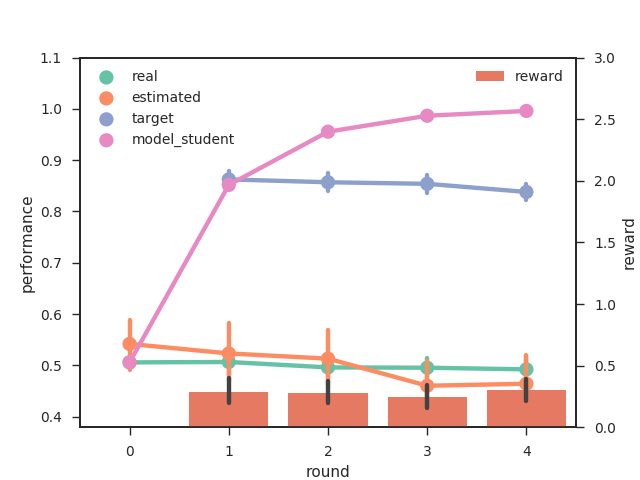 real
estimated
target
model_student
reward
1.1
1.0
0.9
0.8
0.7
0.6
0.5
0.4
performance
3.0
2.5
2.0
1.5
1.0
0.5
0.0
reward
0 1 2 3 4
round